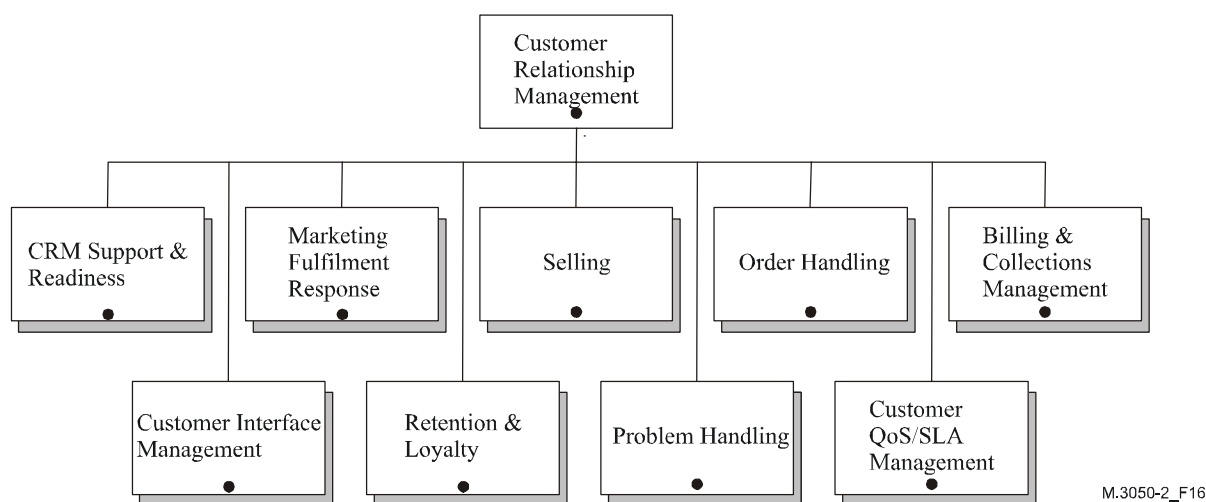 Customer
Relationship
Management
CRM Support &
Readiness
Marketing
Fulfilment
Response
Selling
Order Handling
Billing &
Collections
Management
Customer Interface
Management
Retention &
Loyalty
Problem Handling
Customer
QoS/SLA
Management
M.3050-2_F16